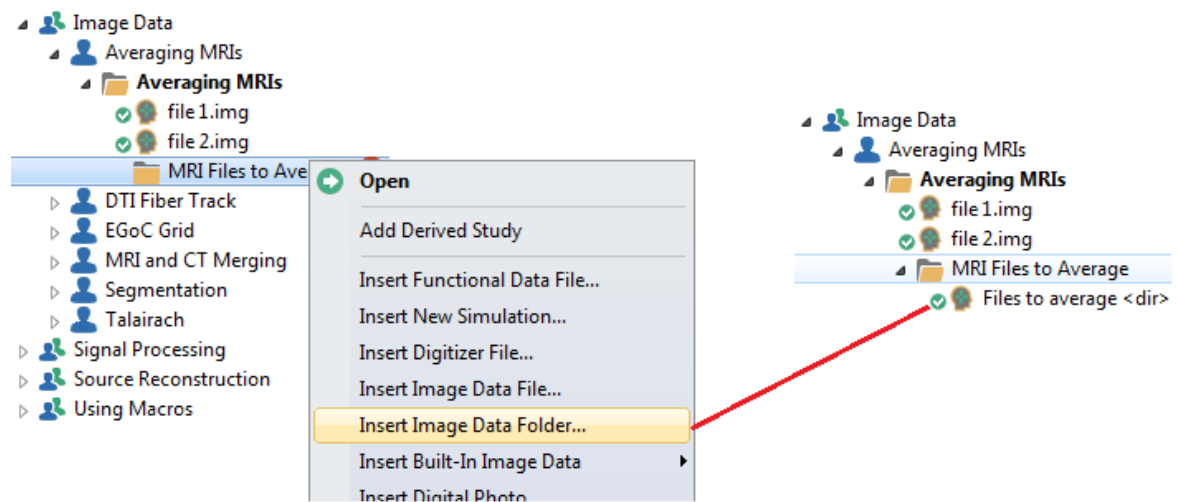 Image Data
Averaging MRIs
Averaging MRIs
file 1.img
file 2.img
MRI Files to Ave
DTI Fiber Track
EGoC Grid
MRI and CT Merging
Segmentation
Talairach
Signal Processing
Source Reconstruction
Using Macros
Open
Add Derived Study
Insert Functional Data File...
Insert New Simulation...
Insert Digitizer File...
Insert Image Data File...
Insert Image Data Folder...
Insert Built-In Image Data
Insert Digital Photo
Image Data
Averaging MRIs
Averaging MRIs
file 1.img
file 2.img
MRI Files to Average
Files to average <dir>